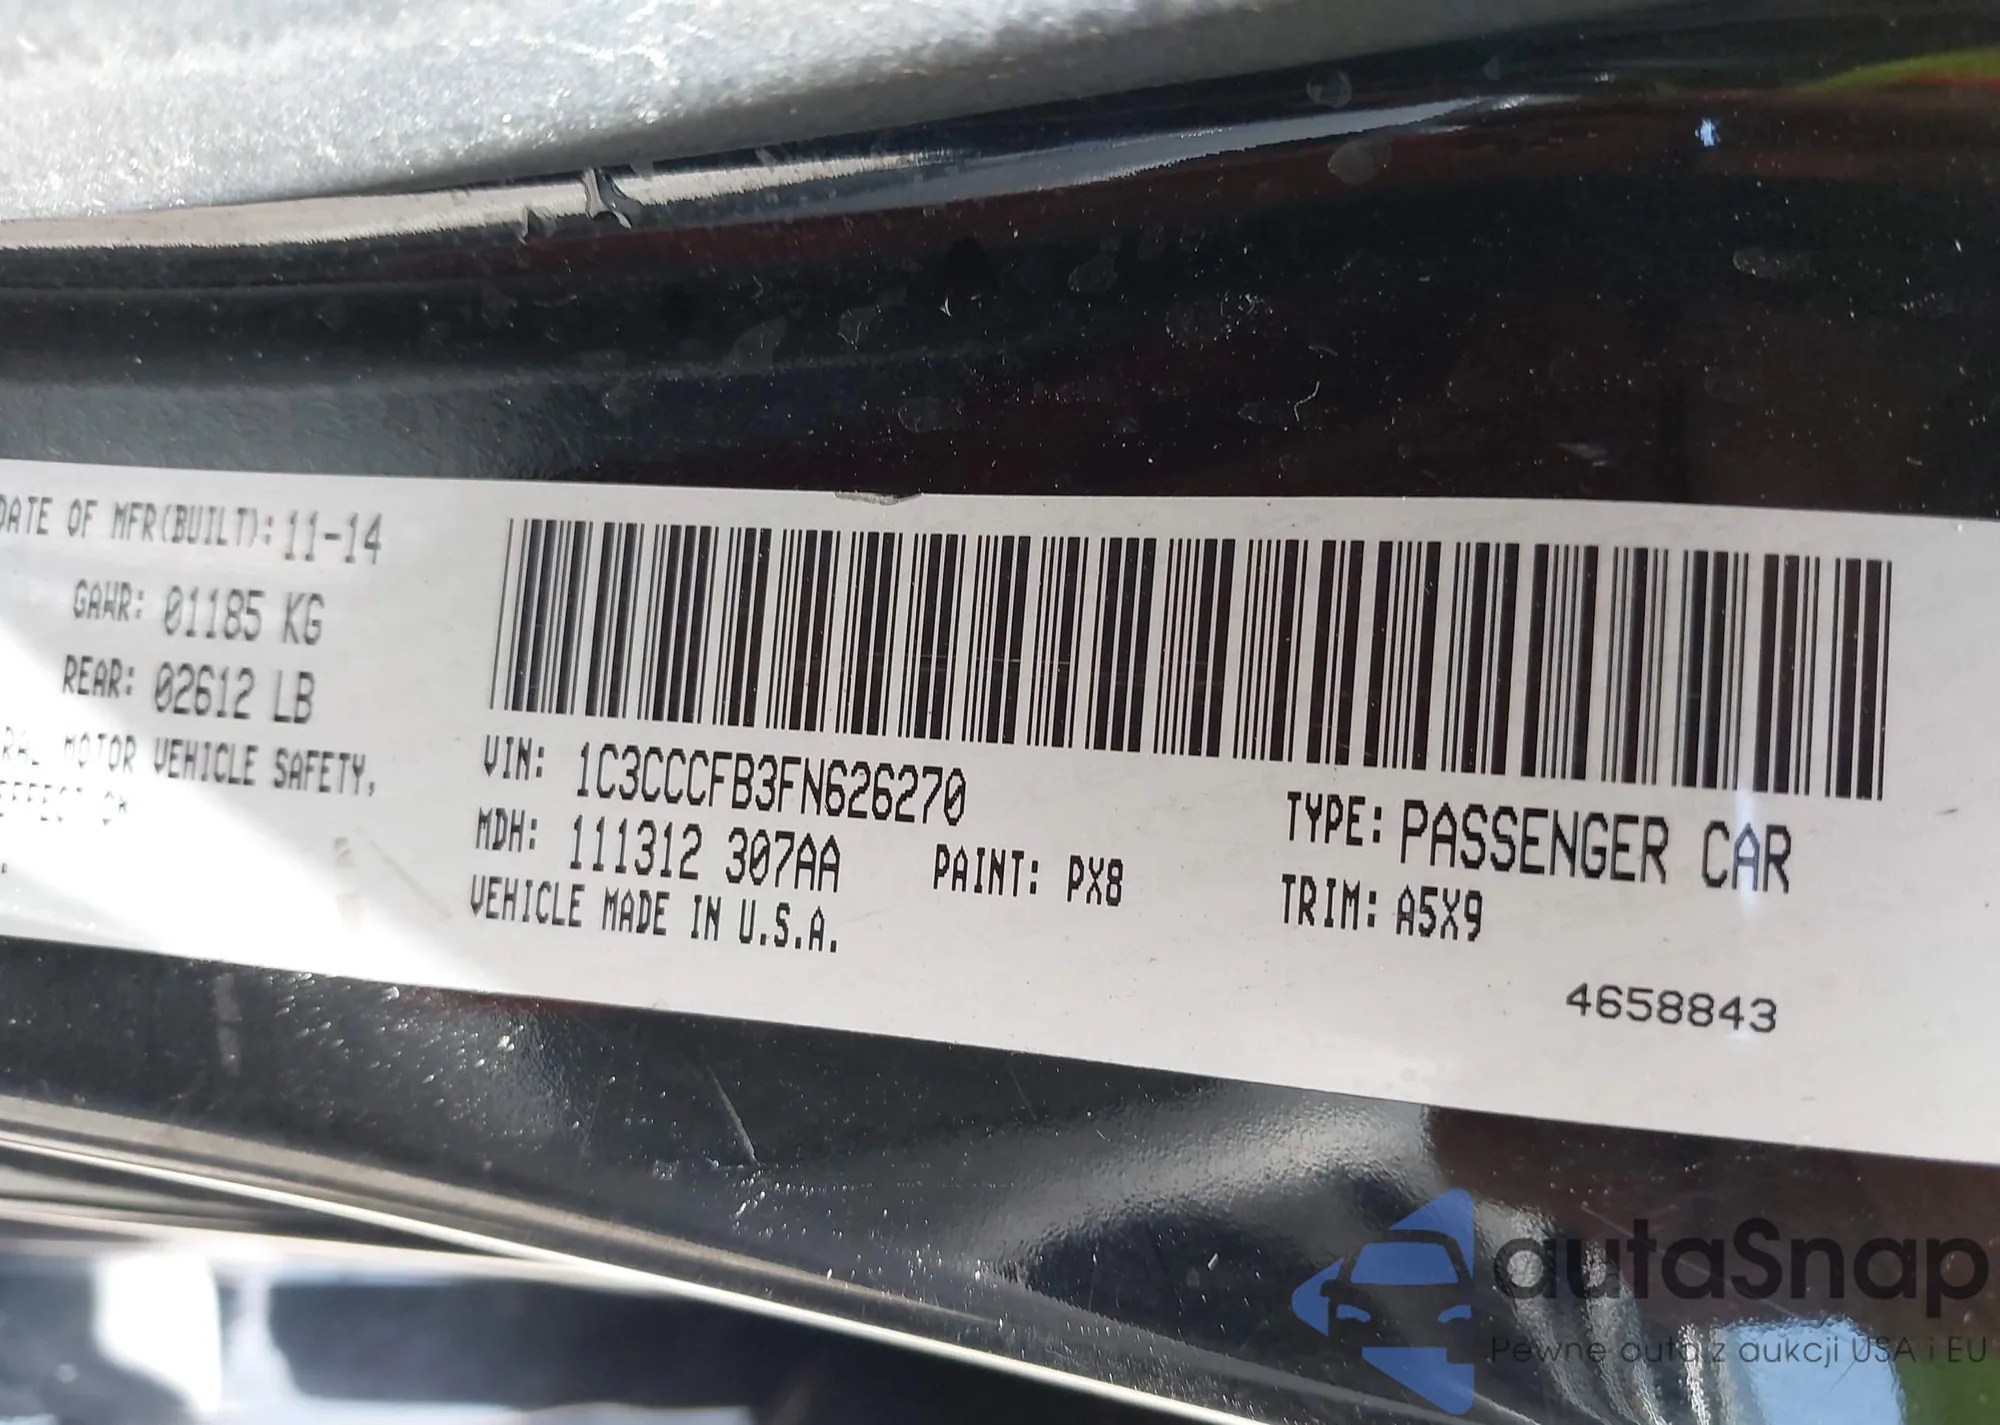 DATE OF MFR(BUILT): 11-14
GAWR: 01185 KG
REAR: 02612 LB
MOTOR VEHICLE SAFETY,
VIN: 1C3CCCFB3FN626270
MDH: 111312 307AA
PAINT: PX8
VEHICLE MADE IN U.S.A.
TYPE: PASSENGER CAR
TRIM: A5X9
4658843
autaSnap
Pewne auta z aukcji USA i EU